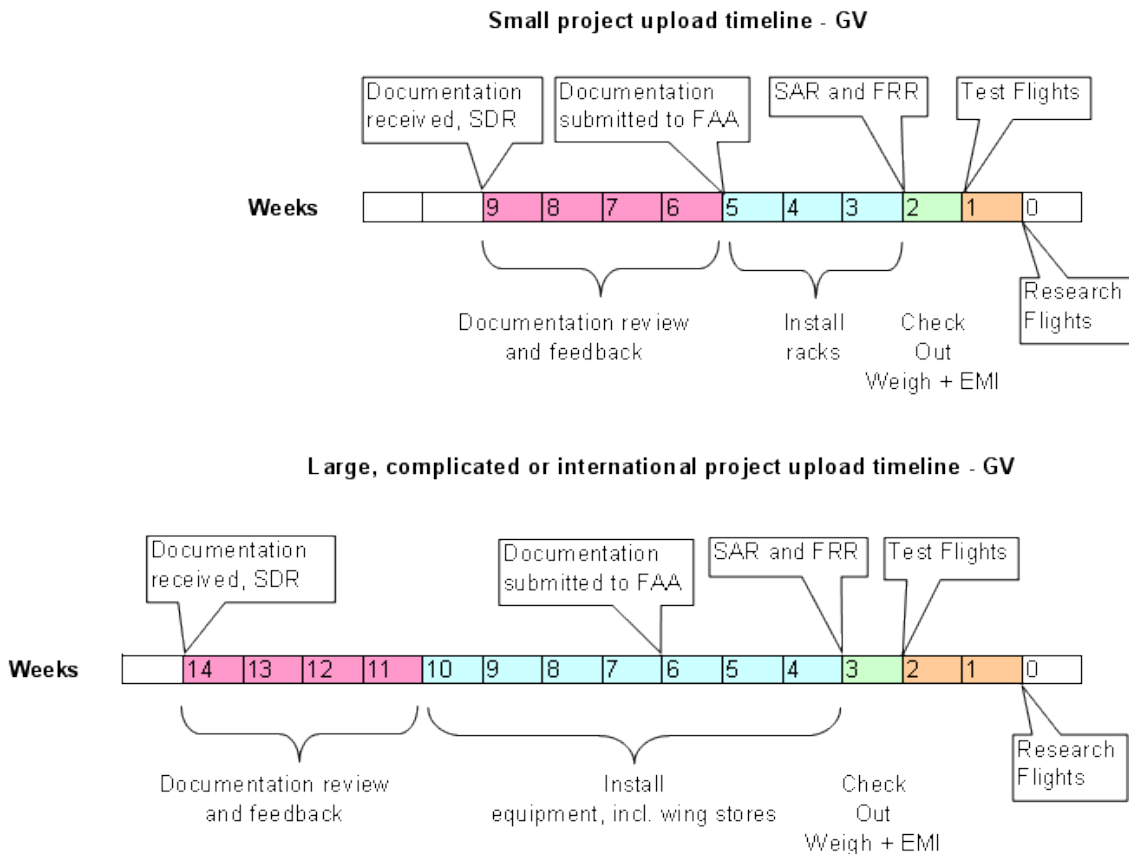 Small project upload timeline - GV
Documentation
received, SDR
Documentation
submitted to FAA
SAR and FRR
Test Flights
Weeks
9 8 7 6 5 4 3 2 1 0
Research
Flights
Documentation review
and feedback
Install
racks
Check
Out
Weigh + EMI
Large, complicated or international project upload timeline - GV
Documentation
received, SDR
Documentation
submitted to FAA
SAR and FRR
Test Flights
Weeks
14 13 12 11 10 9 8 7 6 5 4 3 2 1 0
Research
Flights
Documentation review
and feedback
Install
equipment, incl. wing stores
Check
Out
Weigh + EMI